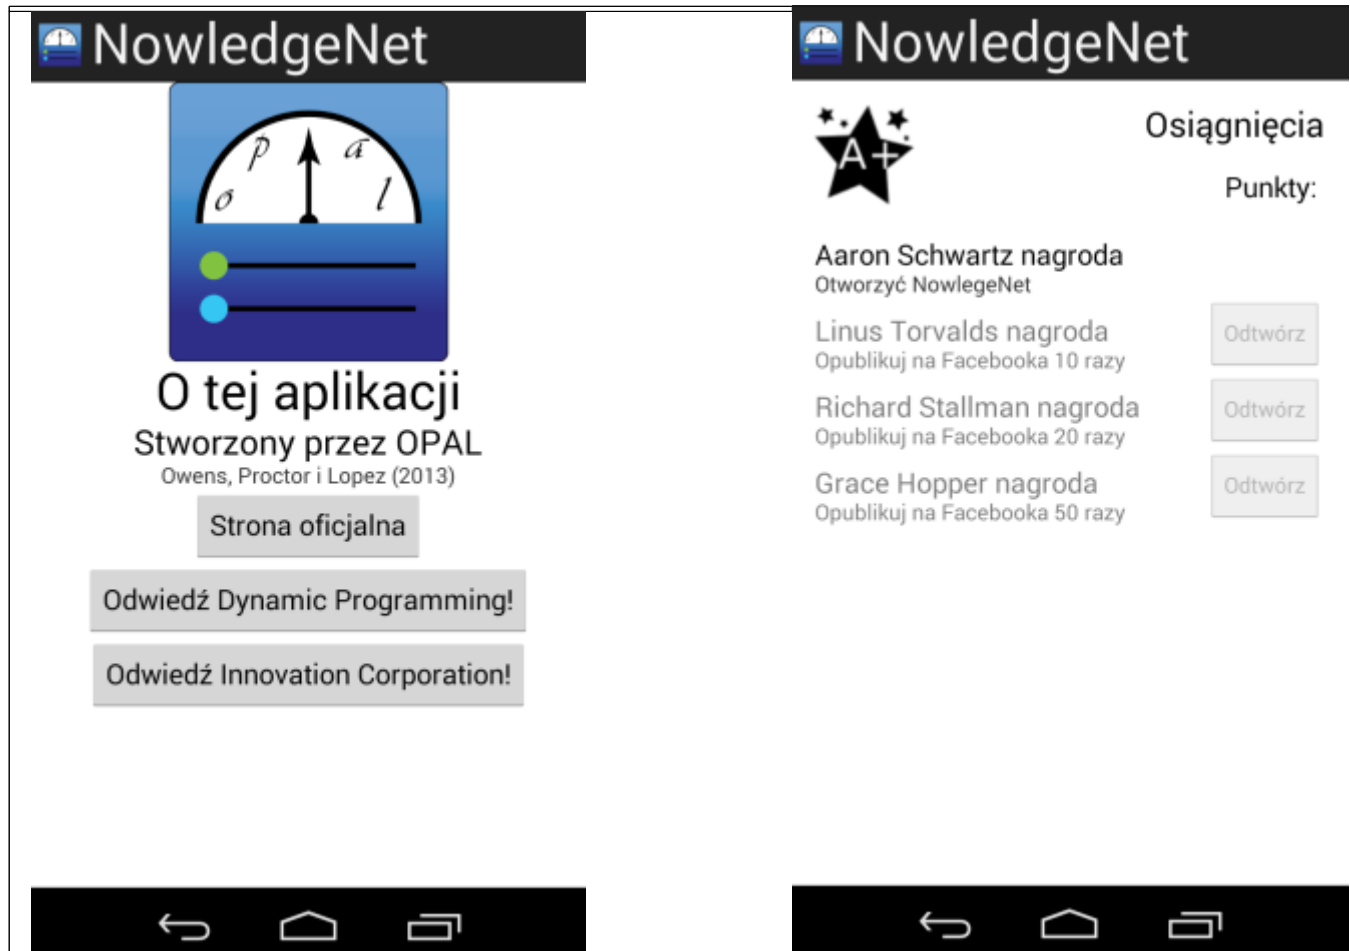 NowledgeNet
o p a l
O tej aplikacji
Stworzony przez OPAL
Owens, Proctor i Lopez (2013)
Strona oficjalna
Odwiedź Dynamic Programming!
Odwiedź Innovation Corporation!
NowledgeNet
A+
Osiągnięcia
Punkty:
Aaron Schwartz nagroda
Otworzyć NowlegeNet
Linus Torvalds nagroda
Opublikuj na Facebooka 10 razy
Odtwórz
Richard Stallman nagroda
Opublikuj na Facebooka 20 razy
Odtwórz
Grace Hopper nagroda
Opublikuj na Facebooka 50 razy
Odtwórz